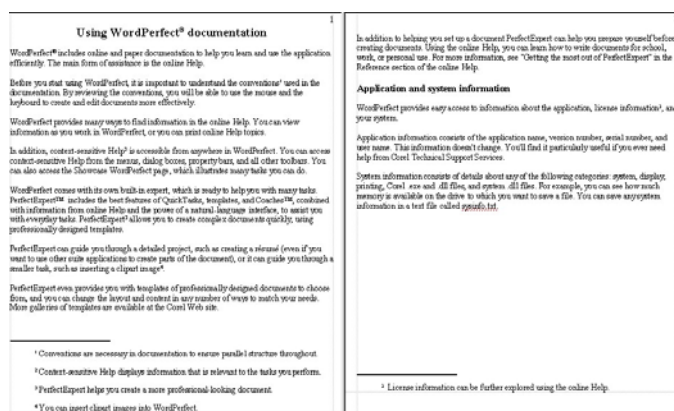 1
Using WordPerfect® documentation
WordPerfect® includes online and paper documentation to help you learn and use the application
efficiently. The main form of assistance is the online Help.
Before you start using WordPerfect, it is important to understand the conventions¹ used in the
documentation. By reviewing the conventions, you will be able to use the mouse and the
keyboard to create and edit documents more effectively.
WordPerfect provides many ways to find information in the online Help. You can view
information as you work in WordPerfect, or you can print online Help topics.
In addition, context-sensitive Help² is accessible from anywhere in WordPerfect. You can access
context-sensitive Help from the menus, dialog boxes, property bars, and all other toolbars. You
can also access the Showcase WordPerfect page, which illustrates many tasks you can do.
WordPerfect comes with its own built-in expert, which is ready to help you with many tasks.
PerfectExpert™ includes the best features of QuickTasks, templates, and Coaches™, combined
with information from online Help and the power of a natural-language interface, to assist you
with everyday tasks. PerfectExpert³ allows you to create complex documents quickly, using
professionally designed templates.
PerfectExpert can guide you through a detailed project, such as creating a résumé (even if you
want to use other suite applications to create parts of the document), or it can guide you through a
smaller task, such as inserting a clipart image⁴.
PerfectExpert even provides you with templates of professionally designed documents to choose
from, and you can change the layout and content in any number of ways to match your needs.
More galleries of templates are available at the Corel Web site.
¹ Conventions are necessary in documentation to ensure parallel structure throughout.
² Context-sensitive Help displays information that is relevant to the tasks you perform.
³ PerfectExpert helps you create a more professional-looking document.
⁴ You can insert clipart images into WordPerfect.
In addition to helping you set up a document PerfectExpert can help you prepare yourself before
creating documents. Using the online Help, you can learn how to write documents for school,
work, or personal use. For more information, see "Getting the most out of PerfectExpert" in the
Reference section of the online Help.
Application and system information
WordPerfect provides easy access to information about the application, license information¹, an
your system.
Application information consists of the application name, version number, serial number, and
user name. This information doesn't change. You'll find it particularly useful if you ever need
help from Corel Technical Support Services.
System information consists of details about any of the following categories: system, display,
printing, Corel .exe and .dll files, and system .dll files. For example, you can see how much
memory is available on the drive to which you want to save a file. You can save any system
information in a text file called sysinfo.txt.
¹ License information can be further explored using the online Help.